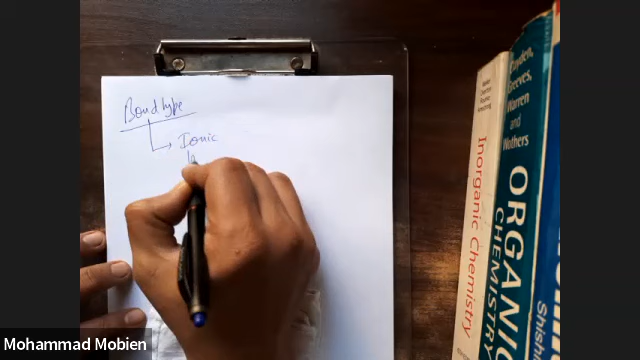 Bond type
Ionic
Inorganic Chemistry
Clayden,
Greeves,
Warren
and
Wothers
ORGANIC
CHEMISTRY
Mohammad Mobien